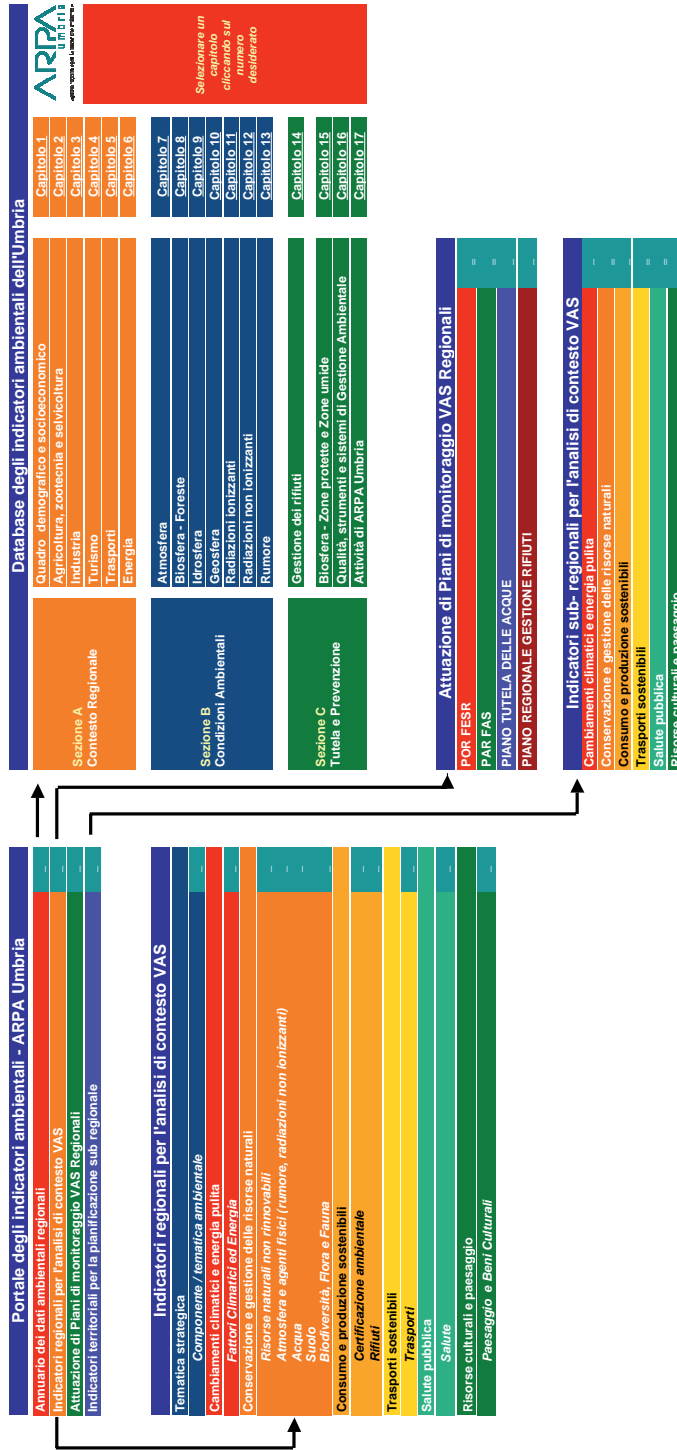 Portale degli indicatori ambientali - ARPA Umbria
Annuario dei dati ambientali regionali
Indicatori regionali per l'analisi di contesto VAS
Attuazione di Piani di monitoraggio VAS Regionali
Indicatori territoriali per la pianificazione sub regionale
Indicatori regionali per l'analisi di contesto VAS
Tematica strategica
Componente / tematica ambientale
Cambiamenti climatici e energia pulita
Fattori Climatici ed Energia
Conservazione e gestione delle risorse naturali
Risorse naturali non rinnovabili
Atmosfera e agenti fisici (rumore, radiazioni non ionizzanti)
Acqua
Suolo
Biodiversità, Flora e Fauna
Consumo e produzione sostenibili
Certificazione ambientale
Rifiuti
Trasporti sostenibili
Trasporti
Salute pubblica
Salute
Risorse culturali e paesaggio
Paesaggio e Beni Culturali
Database degli indicatori ambientali dell'Umbria
ARPA
umbria
Sezione A
Contesto Regionale
Quadro demografico e socioeconomico Capitolo 1
Agricoltura, zootecnia e selvicoltura Capitolo 2
Industria Capitolo 3
Turismo Capitolo 4
Trasporti Capitolo 5
Energia Capitolo 6
Sezione B
Condizioni Ambientali
Atmosfera Capitolo 7
Biosfera - Foreste Capitolo 8
Idrosfera Capitolo 9
Geosfera Capitolo 10
Radiazioni ionizzanti Capitolo 11
Radiazioni non ionizzanti Capitolo 12
Rumore Capitolo 13
Sezione C
Tutela e Prevenzione
Gestione dei rifiuti Capitolo 14
Biosfera - Zone protette e Zone umide Capitolo 15
Qualità, strumenti e sistemi di Gestione Ambientale Capitolo 16
Attività di ARPA Umbria Capitolo 17
Selezionare un
capitolo
cliccando sul
numero
desiderato
Attuazione di Piani di monitoraggio VAS Regionali
POR FESR
PAR FAS
PIANO TUTELA DELLE ACQUE
PIANO REGIONALE GESTIONE RIFIUTI
Indicatori sub- regionali per l'analisi di contesto VAS
Cambiamenti climatici e energia pulita
Conservazione e gestione delle risorse naturali
Consumo e produzione sostenibili
Trasporti sostenibili
Salute pubblica
Risorse culturali e paesaggio